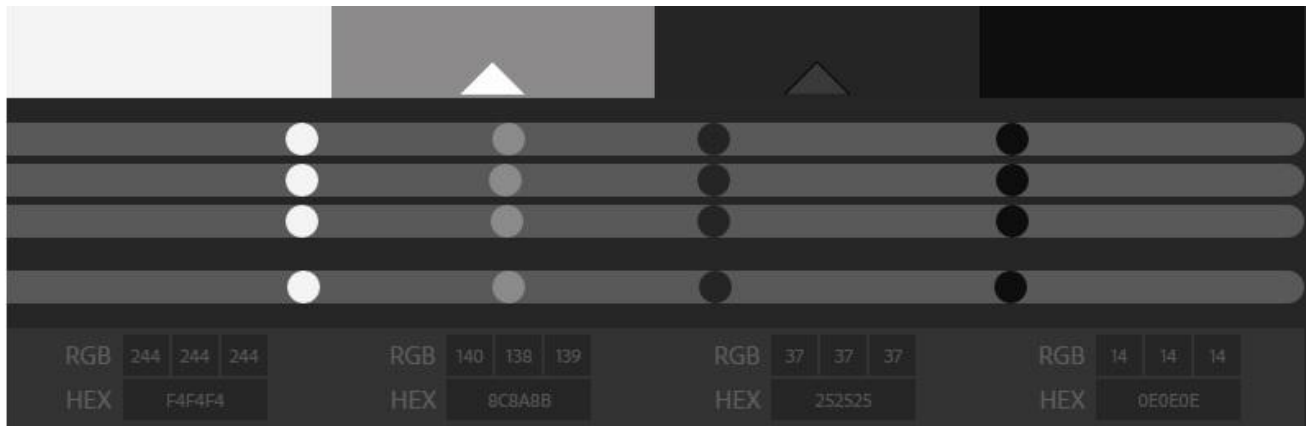 RGB 244 244 244 RGB 140 138 139 RGB 37 37 37 RGB 14 14 14
HEX F4F4F4 HEX 8C8A8B HEX 252525 HEX 0E0E0E